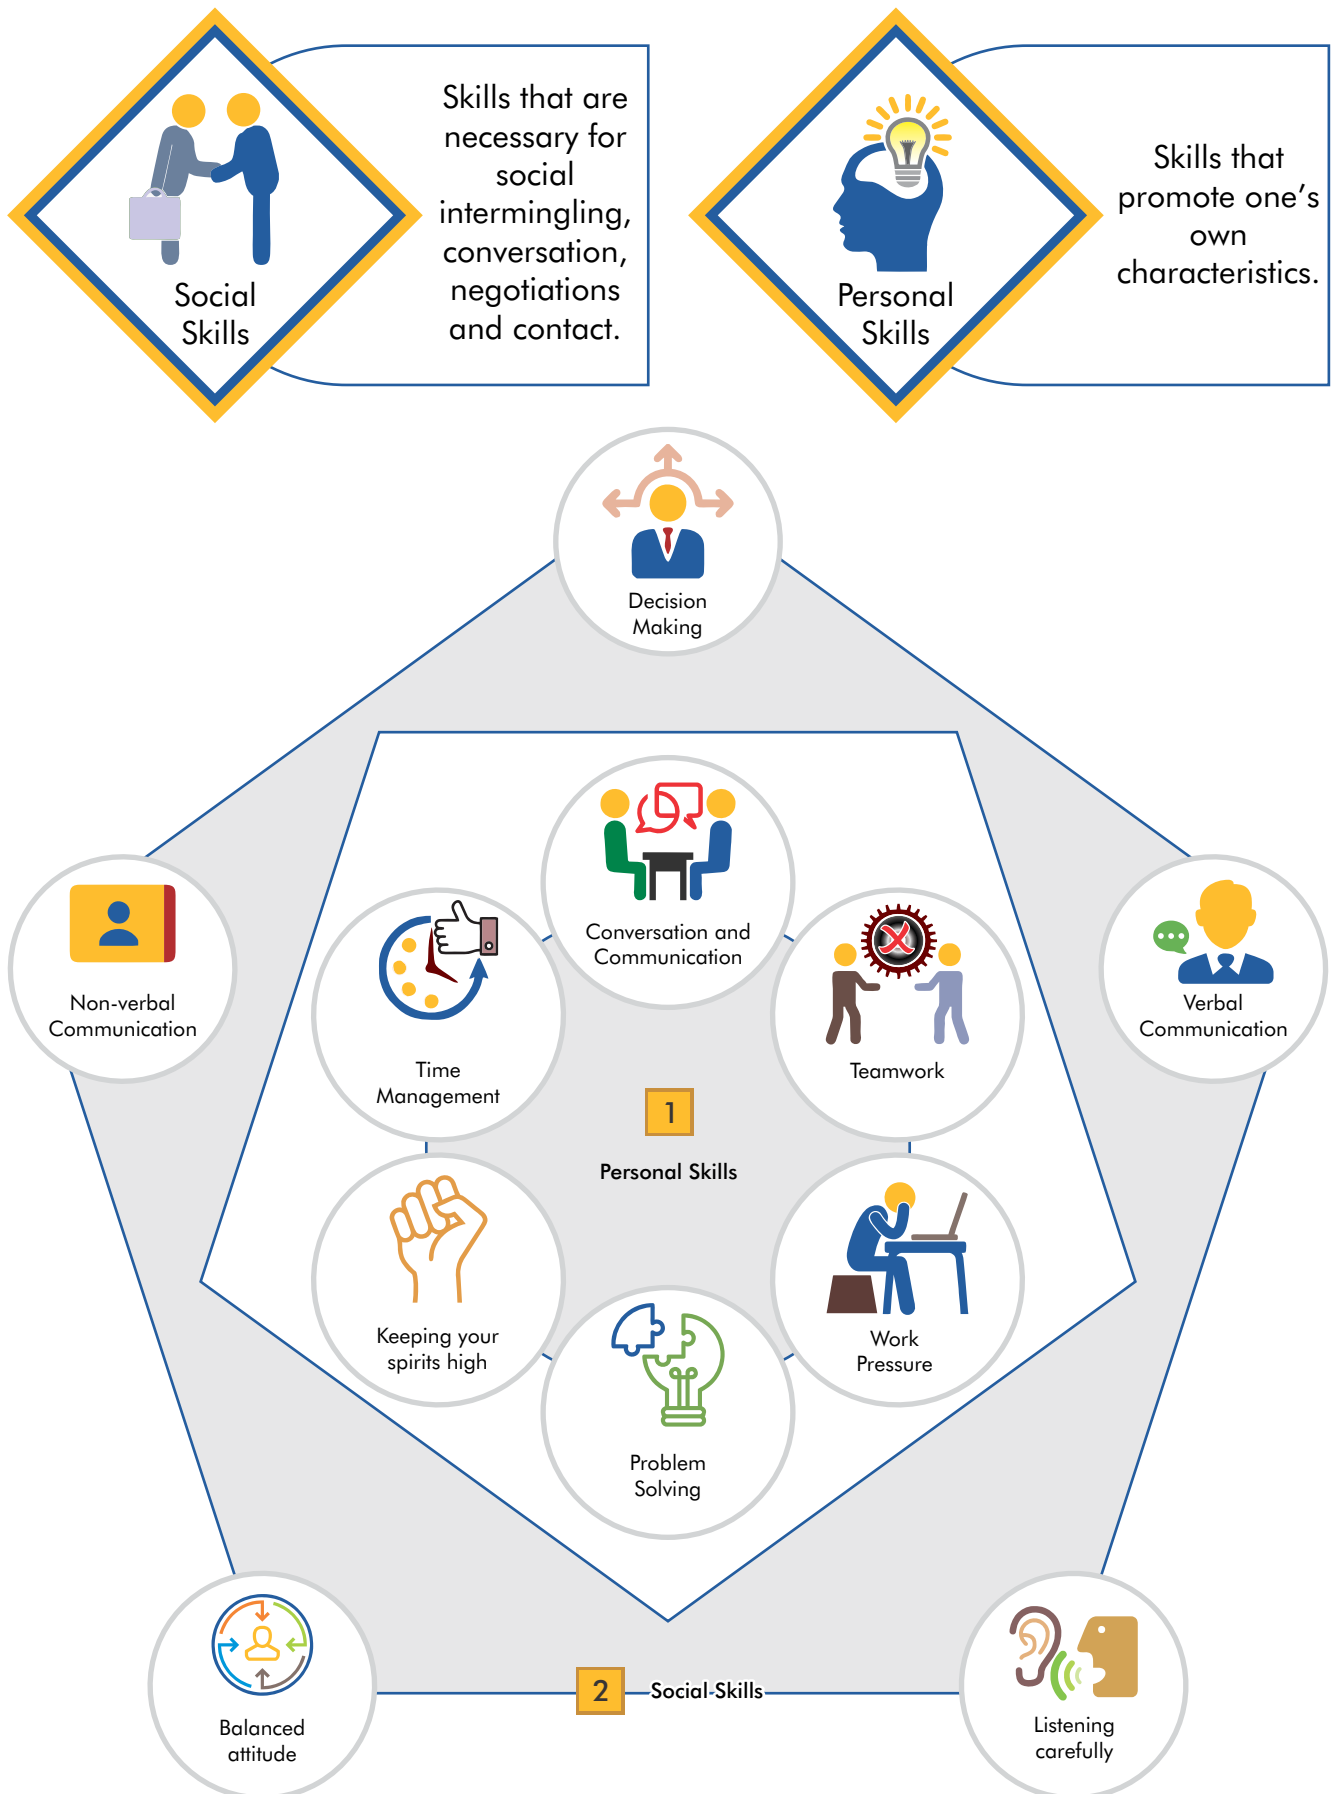 Social
Skills
Skills that are
necessary for
social
intermingling,
conversation,
negotiations
and contact.
Personal
Skills
Skills that
promote one’s
own
characteristics.
Decision
Making
Non-verbal
Communication
Verbal
Communication
Conversation and
Communication
Time
Management
Teamwork
1
Personal Skills
Keeping your
spirits high
Work
Pressure
Problem
Solving
Balanced
attitude
2 Social Skills
Listening
carefully